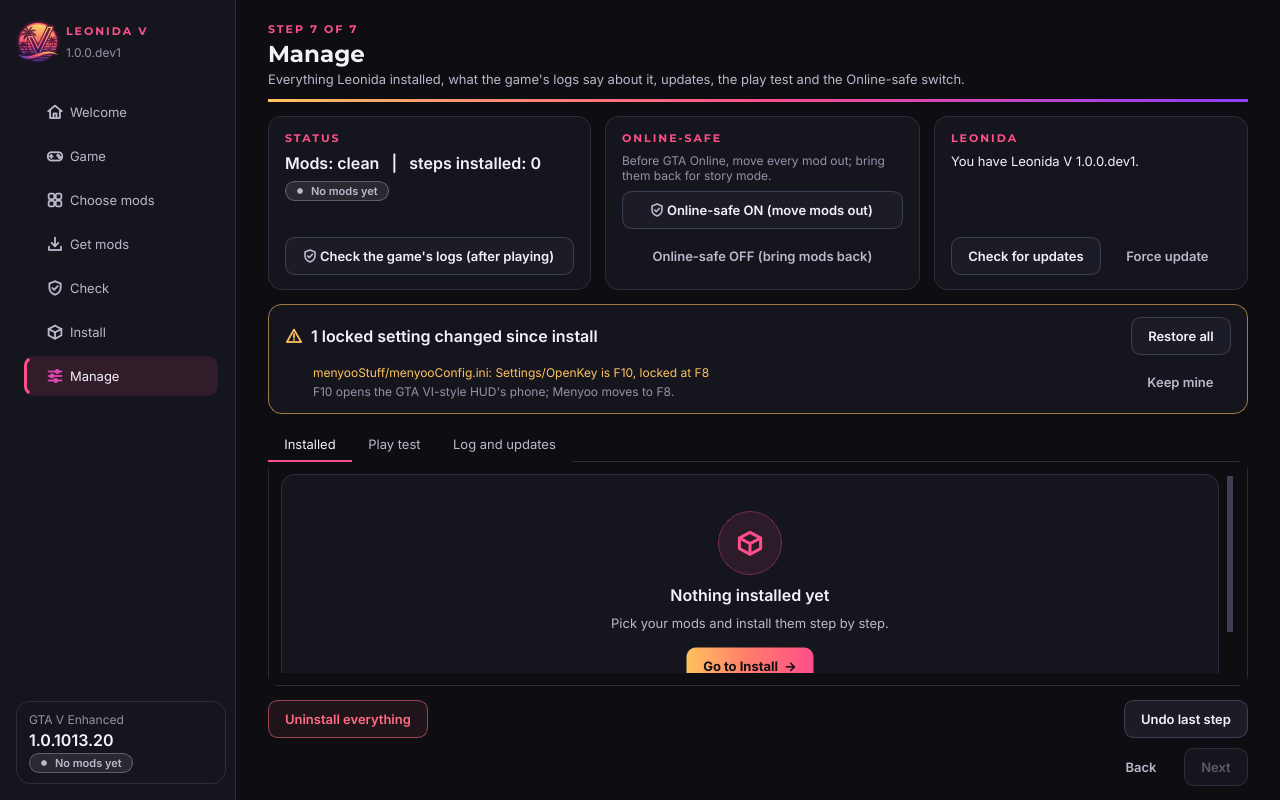 LEONIDA V
1.0.0.dev1
Welcome
Game
Choose mods
Get mods
Check
Install
Manage
GTA V Enhanced
1.0.1013.20
No mods yet
STEP 7 OF 7
Manage
Everything Leonida installed, what the game's logs say about it, updates, the play test and the Online-safe switch.
STATUS
Mods: clean | steps installed: 0
No mods yet
Check the game's logs (after playing)
ONLINE-SAFE
Before GTA Online, move every mod out; bring
them back for story mode.
Online-safe ON (move mods out)
Online-safe OFF (bring mods back)
LEONIDA
You have Leonida V 1.0.0.dev1.
Check for updates
Force update
1 locked setting changed since install
Restore all
menyooStuff/menyooConfig.ini: Settings/OpenKey is F10, locked at F8
F10 opens the GTA VI-style HUD's phone; Menyoo moves to F8.
Keep mine
Installed
Play test
Log and updates
Nothing installed yet
Pick your mods and install them step by step.
Go to Install →
Uninstall everything
Undo last step
Back
Next